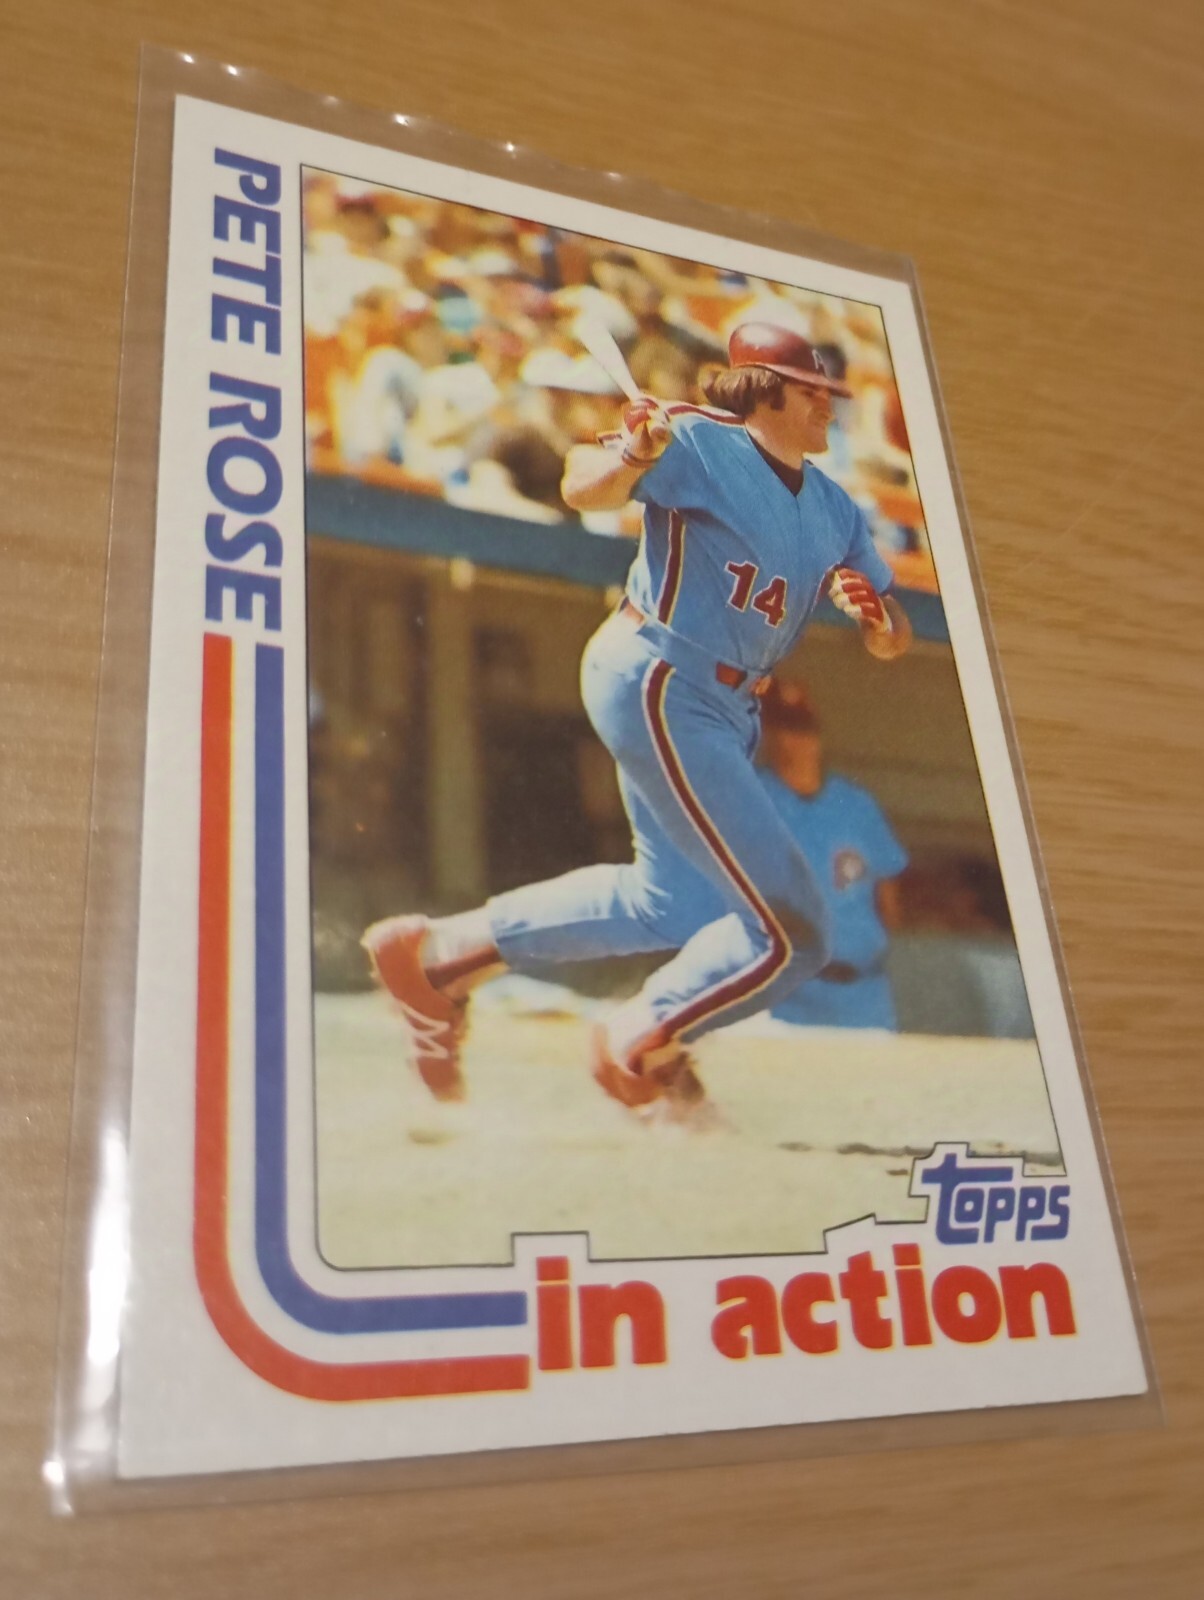 PETE ROSE
14
topps
in action